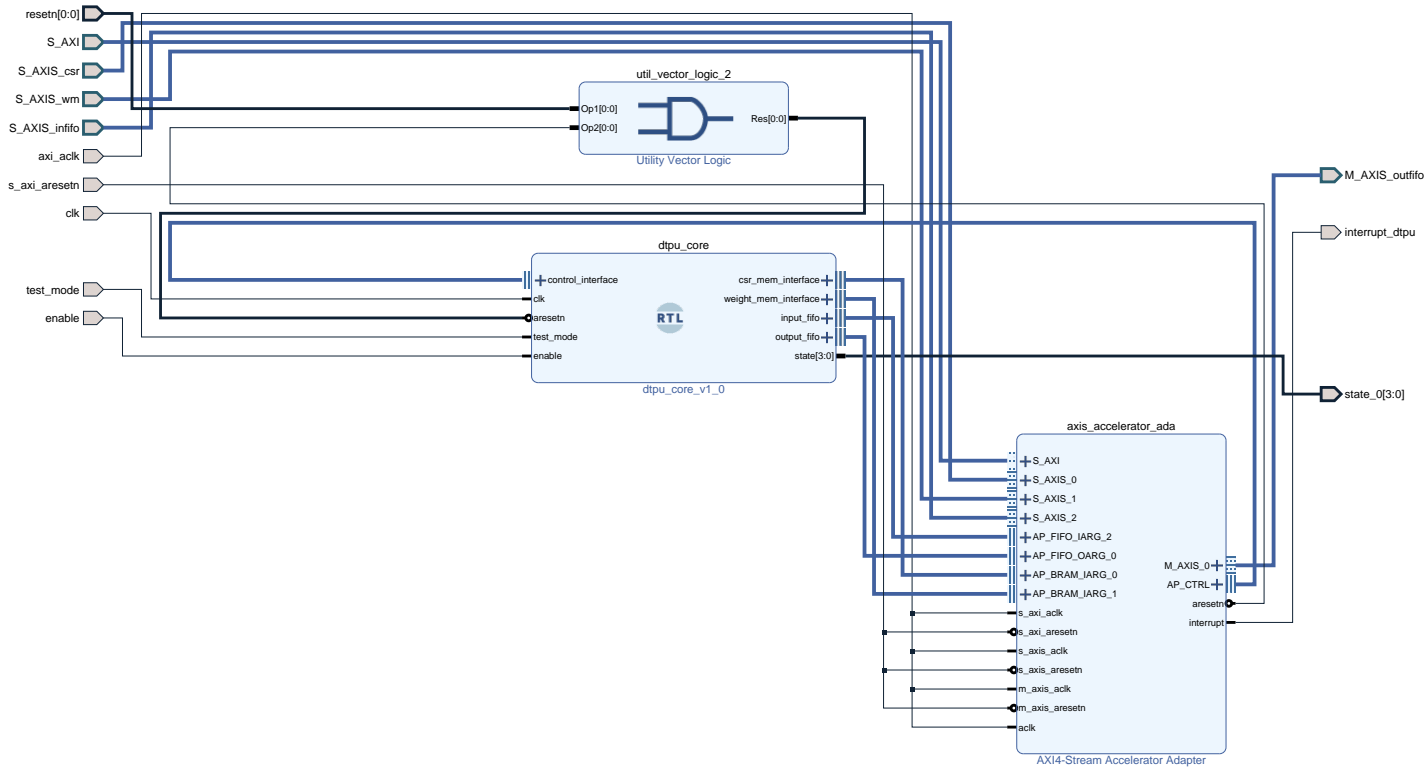 resetn[0:0]
S_AXI
S_AXIS_csr
S_AXIS_wm
S_AXIS_infifo
axi_aclk
s_axi_aresetn
clk
test_mode
enable
util_vector_logic_2
Op1[0:0]
Op2[0:0]
Res[0:0]
Utility Vector Logic
dtpu_core
control_interface
clk
aresetn
test_mode
enable
RTL
csr_mem_interface
weight_mem_interface
input_fifo
output_fifo
state[3:0]
dtpu_core_v1_0
axis_accelerator_ada
S_AXI
S_AXIS_0
S_AXIS_1
S_AXIS_2
AP_FIFO_IARG_2
AP_FIFO_OARG_0
AP_BRAM_IARG_0
AP_BRAM_IARG_1
s_axi_aclk
s_axi_aresetn
s_axis_aclk
s_axis_aresetn
m_axis_aclk
m_axis_aresetn
aclk
M_AXIS_0
AP_CTRL
aresetn
interrupt
AXI4-Stream Accelerator Adapter
M_AXIS_outfifo
interrupt_dtpu
state_0[3:0]